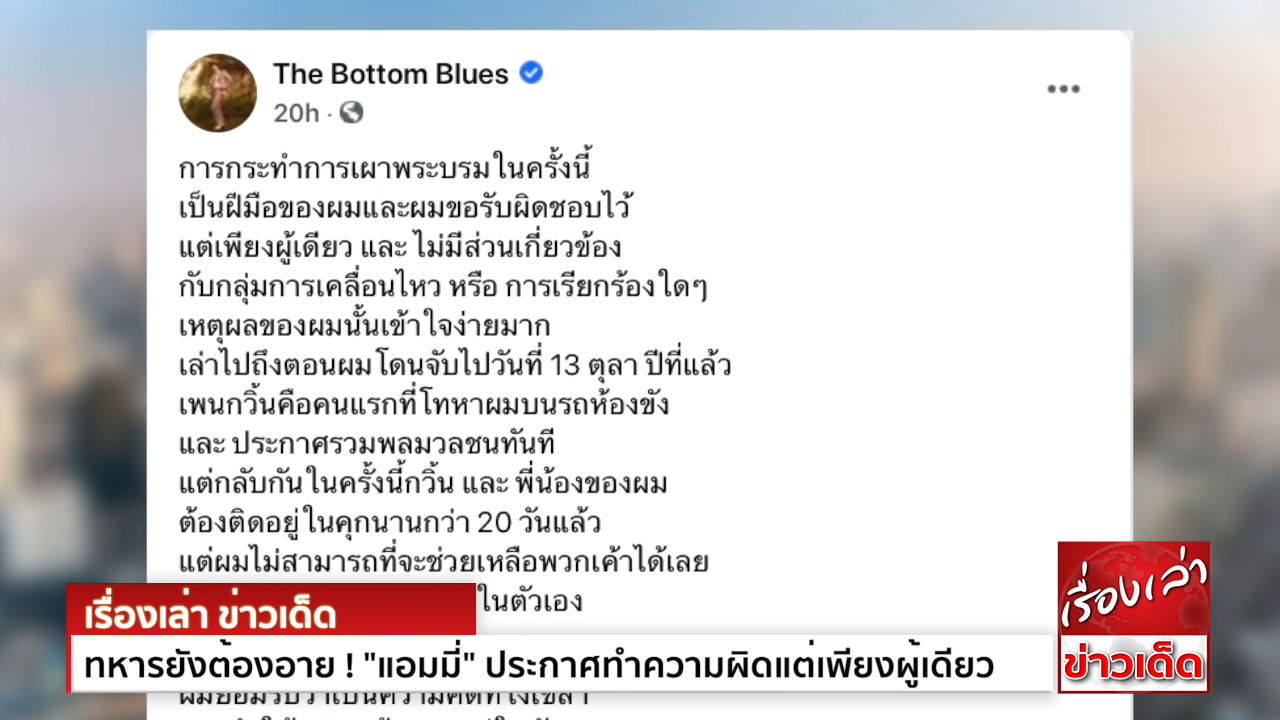 The Bottom Blues
20h ·
การกระทำการเผาพระบรมในครั้งนี้
เป็นฝีมือของผมและผมขอรับผิดชอบไว้
แต่เพียงผู้เดียว และ ไม่มีส่วนเกี่ยวข้อง
กับกลุ่มการเคลื่อนไหว หรือ การเรียกร้องใดๆ
เหตุผลของผมนั้นเข้าใจง่ายมาก
เล่าไปถึงตอนผมโดนจับไปวันที่ 13 ตุลา ปีที่แล้ว
เพนกวิ้นคือคนแรกที่โทหาผมบนรถห้องขัง
และ ประกาศรวมพลมวลชนทันที
แต่กลับกันในครั้งนี้กวิ้น และ พี่น้องของผม
ต้องติดอยู่ในคุกนานกว่า 20 วันแล้ว
แต่ผมไม่สามารถที่จะช่วยเหลือพวกเค้าได้เลย
ในตัวเอง
เรื่องเล่า ข่าวเด็ด
ทหารยังต้องอาย ! "แอมมี่" ประกาศทำความผิดแต่เพียงผู้เดียว
เรื่องเล่า
ข่าวเด็ด